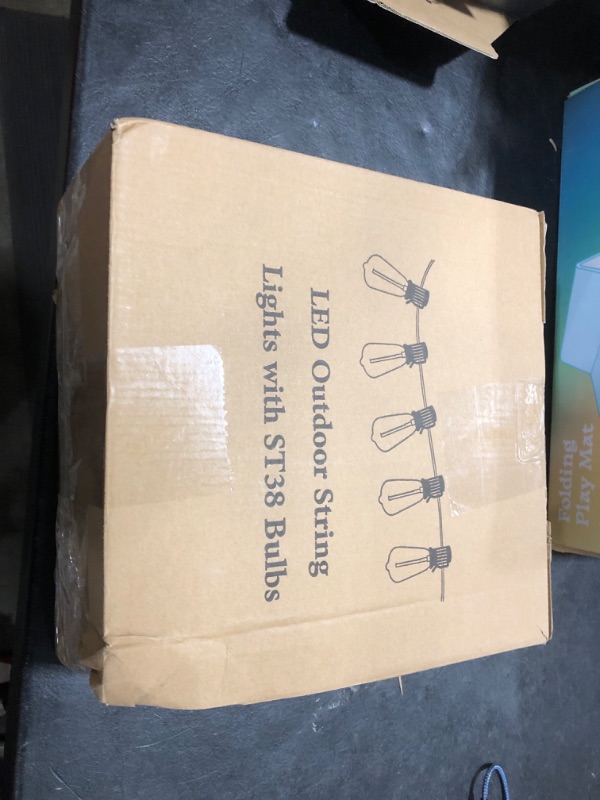 LED Outdoor String
Lights with ST38 Bulbs
Folding
Play Mat